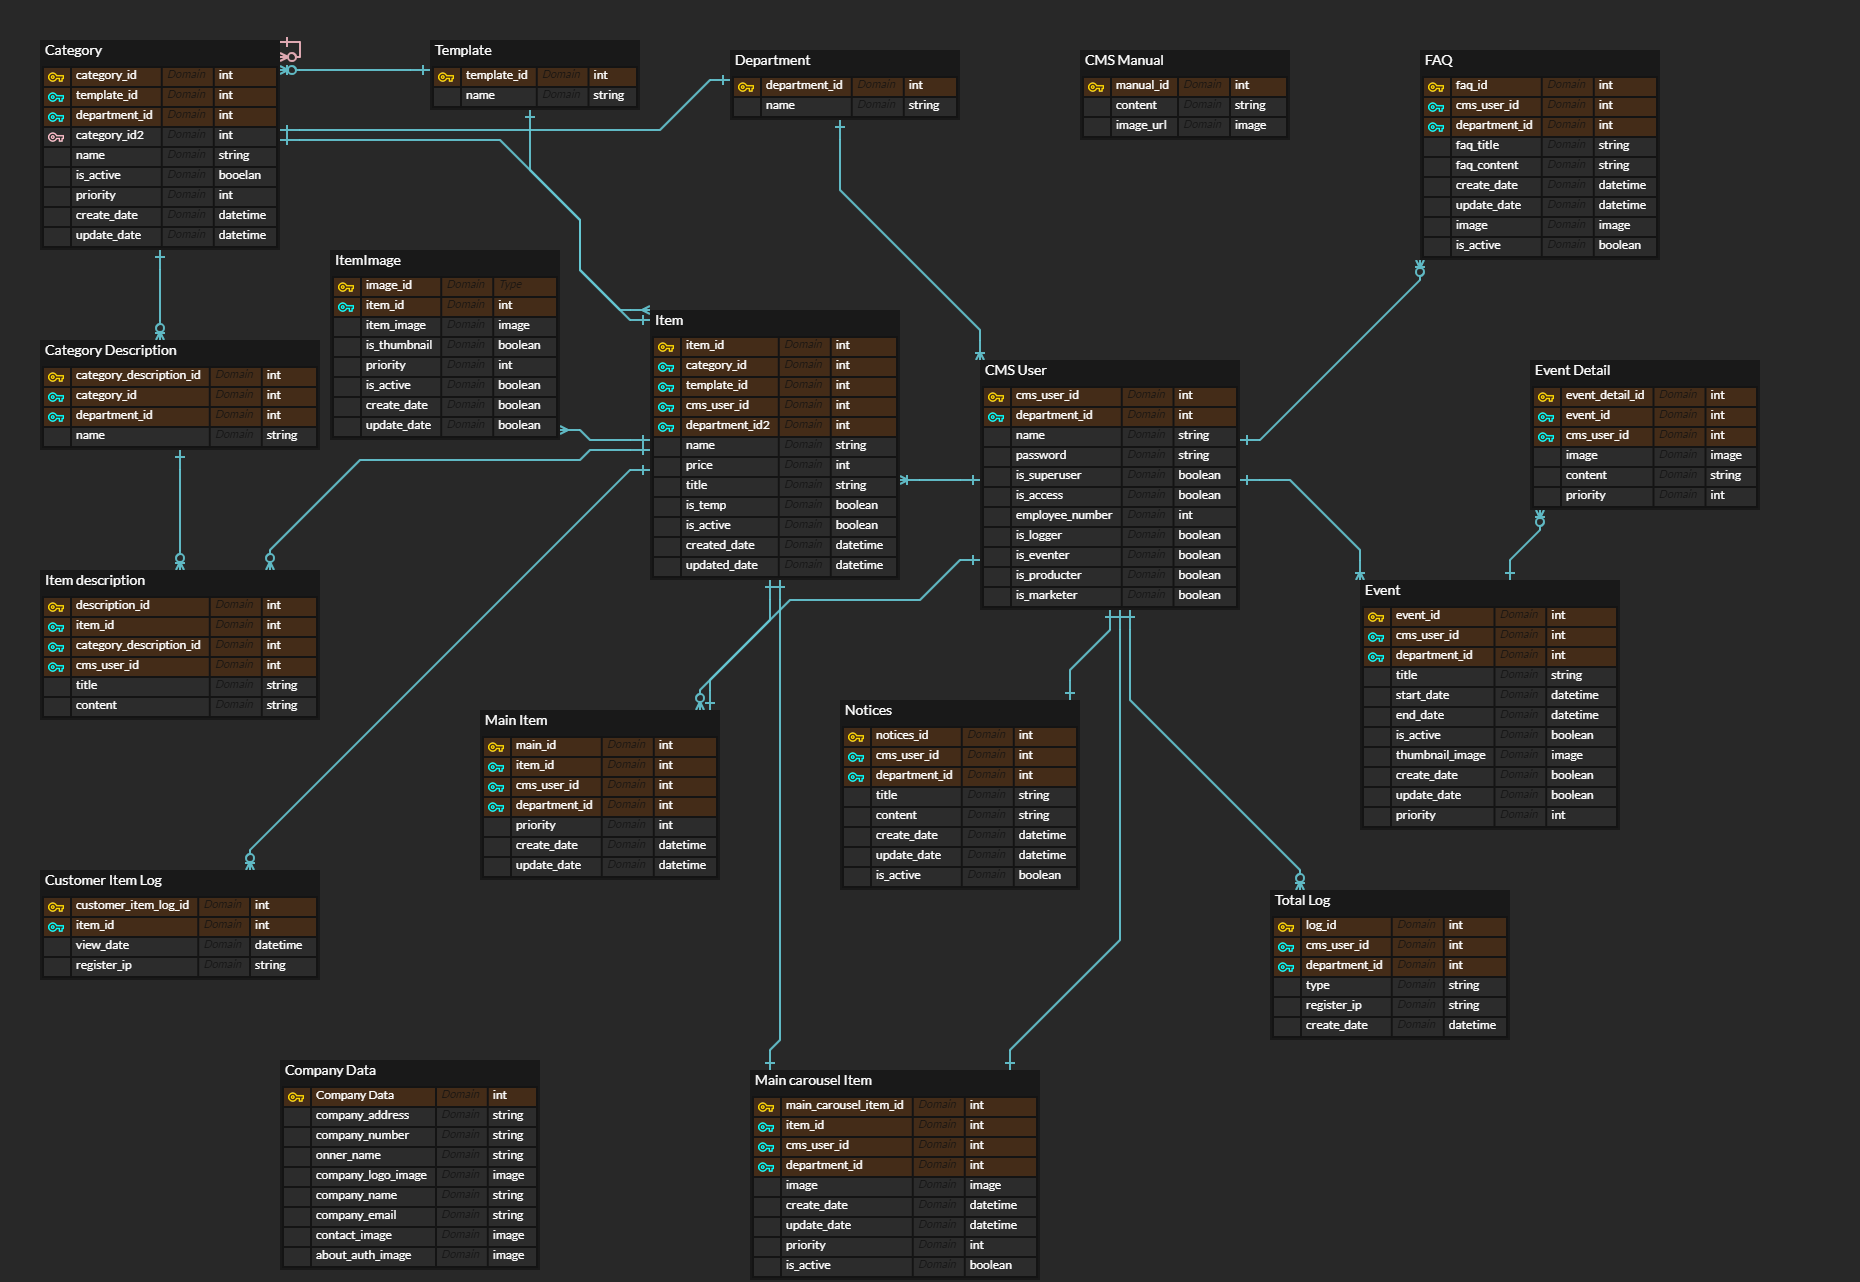 Category
category_id Domain int
template_id Domain int
department_id Domain int
category_id2 Domain int
name Domain string
is_active Domain booelan
priority Domain int
create_date Domain datetime
update_date Domain datetime
Template
template_id Domain int
name Domain string
Department
department_id Domain int
name Domain string
CMS Manual
manual_id Domain int
content Domain string
image_url Domain image
FAQ
faq_id Domain int
cms_user_id Domain int
department_id Domain int
faq_title Domain string
faq_content Domain string
create_date Domain datetime
update_date Domain datetime
image Domain image
is_active Domain boolean
ItemImage
image_id Domain Type
item_id Domain int
item_image Domain image
is_thumbnail Domain boolean
priority Domain int
is_active Domain boolean
create_date Domain boolean
update_date Domain boolean
Item
item_id Domain int
category_id Domain int
template_id Domain int
cms_user_id Domain int
department_id2 Domain int
name Domain string
price Domain int
title Domain string
is_temp Domain boolean
is_active Domain boolean
created_date Domain datetime
updated_date Domain datetime
Category Description
category_description_id Domain int
category_id Domain int
department_id Domain int
name Domain string
CMS User
cms_user_id Domain int
department_id Domain int
name Domain string
password Domain string
is_superuser Domain boolean
is_access Domain boolean
employee_number Domain int
is_logger Domain boolean
is_eventer Domain boolean
is_producter Domain boolean
is_marketer Domain boolean
Event Detail
event_detail_id Domain int
event_id Domain int
cms_user_id Domain int
image Domain image
content Domain string
priority Domain int
Item description
description_id Domain int
item_id Domain int
category_description_id Domain int
cms_user_id Domain int
title Domain string
content Domain string
Event
event_id Domain int
cms_user_id Domain int
department_id Domain int
title Domain string
start_date Domain datetime
end_date Domain datetime
is_active Domain boolean
thumbnail_image Domain image
create_date Domain boolean
update_date Domain boolean
priority Domain int
Main Item
main_id Domain int
item_id Domain int
cms_user_id Domain int
department_id Domain int
priority Domain int
create_date Domain datetime
update_date Domain datetime
Notices
notices_id Domain int
cms_user_id Domain int
department_id Domain int
title Domain string
content Domain string
create_date Domain datetime
update_date Domain datetime
is_active Domain boolean
Customer Item Log
customer_item_log_id Domain int
item_id Domain int
view_date Domain datetime
register_ip Domain string
Total Log
log_id Domain int
cms_user_id Domain int
department_id Domain int
type Domain string
register_ip Domain string
create_date Domain datetime
Company Data
Company Data Domain int
company_address Domain string
company_number Domain string
onner_name Domain string
company_logo_image Domain image
company_name Domain string
company_email Domain string
contact_image Domain image
about_auth_image Domain image
Main carousel Item
main_carousel_item_id Domain int
item_id Domain int
cms_user_id Domain int
department_id Domain int
image Domain image
create_date Domain datetime
update_date Domain datetime
priority Domain int
is_active Domain boolean